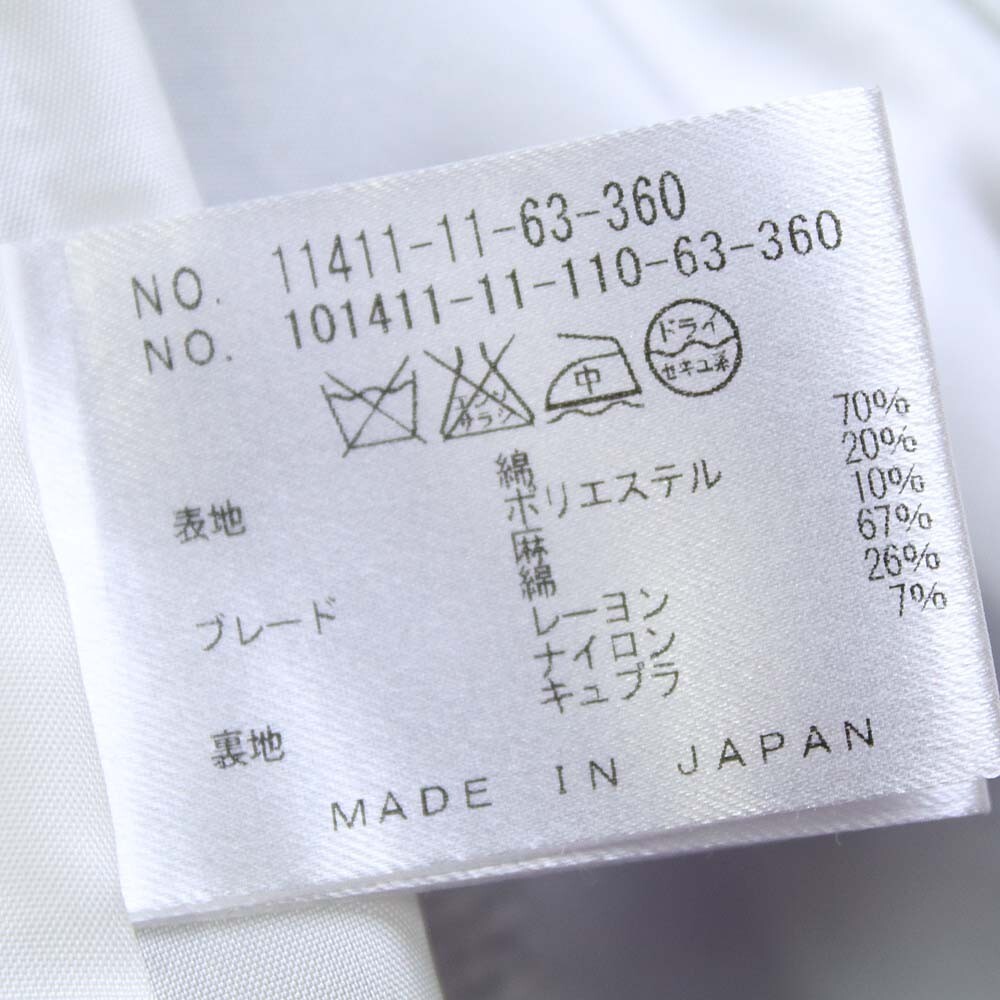 NO. 11411-11-63-360
NO. 101411-11-110-63-360
エンソ サラシ 中 ドライ セキユ系
表地 綿 70%
ポリエステル 20%
麻 10%
ブレード 綿 67%
レーヨン 26%
ナイロン 7%
裏地 キュプラ
MADE IN JAPAN